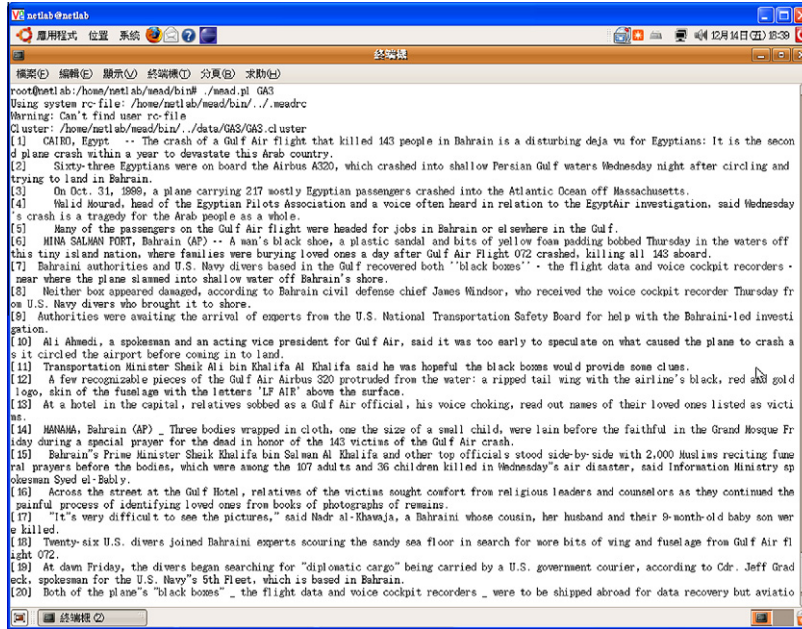 netlab@netlab
應用程式 位置 系統 12月14日(五) 18:39
終端機
檔案(F) 編輯(E) 顯示(V) 終端機(T) 分頁(B) 求助(H)
root@netlab:/home/netlab/mead/bin# ./mead.pl GA3
Using system rc-file: /home/netlab/mead/bin/../.meadrc
Warning: Can't find user rc-file
Cluster: /home/netlab/mead/bin/../data/GA3/GA3.cluster
[1] CAIRO, Egypt -- The crash of a Gulf Air flight that killed 143 people in Bahrain is a disturbing deja vu for Egyptians: It is the secon
d plane crash within a year to devastate this Arab country.
[2] Sixty-three Egyptians were on board the Airbus A320, which crashed into shallow Persian Gulf waters Wednesday night after circling and
trying to land in Bahrain.
[3] On Oct. 31, 1999, a plane carrying 217 mostly Egyptian passengers crashed into the Atlantic Ocean off Massachusetts.
[4] Walid Mourad, head of the Egyptian Pilots Association and a voice often heard in relation to the EgyptAir investigation, said Wednesday
's crash is a tragedy for the Arab people as a whole.
[5] Many of the passengers on the Gulf Air flight were headed for jobs in Bahrain or elsewhere in the Gulf.
[6] MINA SALMAN PORT, Bahrain (AP) -- A man's black shoe, a plastic sandal and bits of yellow foam padding bobbed Thursday in the waters off
this tiny island nation, where families were burying loved ones a day after Gulf Air Flight 072 crashed, killing all 143 aboard.
[7] Bahraini authorities and U.S. Navy divers based in the Gulf recovered both ''black boxes'' - the flight data and voice cockpit recorders -
near where the plane slammed into shallow water off Bahrain's shore.
[8] Neither box appeared damaged, according to Bahrain civil defense chief James Windsor, who received the voice cockpit recorder Thursday fr
om U.S. Navy divers who brought it to shore.
[9] Authorities were awaiting the arrival of experts from the U.S. National Transportation Safety Board for help with the Bahraini-led investi
gation.
[10] Ali Ahmedi, a spokesman and an acting vice president for Gulf Air, said it was too early to speculate on what caused the plane to crash a
s it circled the airport before coming in to land.
[11] Transportation Minister Sheik Ali bin Khalifa Al Khalifa said he was hopeful the black boxes would provide some clues.
[12] A few recognizable pieces of the Gulf Air Airbus 320 protruded from the water: a ripped tail wing with the airline's black, red and gold
logo, skin of the fuselage with the letters 'LF AIR' above the surface.
[13] At a hotel in the capital, relatives sobbed as a Gulf Air official, his voice choking, read out names of their loved ones listed as victi
ms.
[14] MANAMA, Bahrain (AP) _ Three bodies wrapped in cloth, one the size of a small child, were lain before the faithful in the Grand Mosque Fr
iday during a special prayer for the dead in honor of the 143 victims of the Gulf Air crash.
[15] Bahrain"s Prime Minister Sheik Khalifa bin Salman Al Khalifa and other top officials stood side-by-side with 2,000 Muslims reciting fune
ral prayers before the bodies, which were among the 107 adults and 36 children killed in Wednesday"s air disaster, said Information Ministry sp
okesman Syed el-Bably.
[16] Across the street at the Gulf Hotel, relatives of the victims sought comfort from religious leaders and counselors as they continued the
painful process of identifying loved ones from books of photographs of remains.
[17] "It"s very difficult to see the pictures," said Nadr al-Khawaja, a Bahraini whose cousin, her husband and their 9-month-old baby son wer
e killed.
[18] Twenty-six U.S. divers joined Bahraini experts scouring the sandy sea floor in search for more bits of wing and fuselage from Gulf Air fl
ight 072.
[19] At dawn Friday, the divers began searching for "diplomatic cargo" being carried by a U.S. government courier, according to Cdr. Jeff Grad
eck, spokesman for the U.S. Navy"s 5th Fleet, which is based in Bahrain.
[20] Both of the plane's "black boxes" _ the flight data and voice cockpit recorders _ were to be shipped abroad for data recovery but aviatio
終端機 (2)